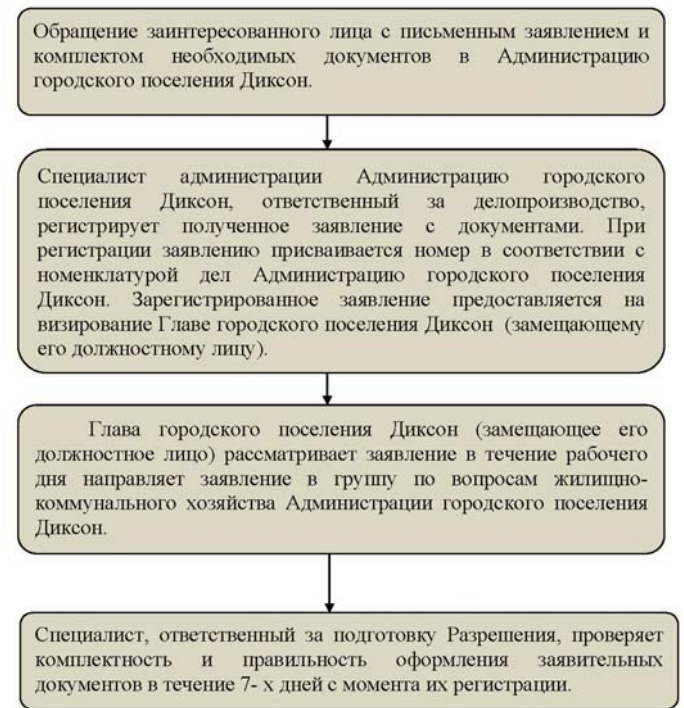 Обращение заинтересованного лица с письменным заявлением и
комплектом необходимых документов в Администрацию
городского поселения Диксон.
Специалист администрации Администрацию городского
поселения Диксон, ответственный за делопроизводство,
регистрирует полученное заявление с документами. При
регистрации заявлению присваивается номер в соответствии с
номенклатурой дел Администрацию городского поселения
Диксон. Зарегистрированное заявление предоставляется на
визирование Главе городского поселения Диксон (замещающему
его должностному лицу).
Глава городского поселения Диксон (замещающее его
должностное лицо) рассматривает заявление в течение рабочего
дня направляет заявление в группу по вопросам жилищно-
коммунального хозяйства Администрации городского поселения
Диксон.
Специалист, ответственный за подготовку Разрешения, проверяет
комплектность и правильность оформления заявительных
документов в течение 7- х дней с момента их регистрации.